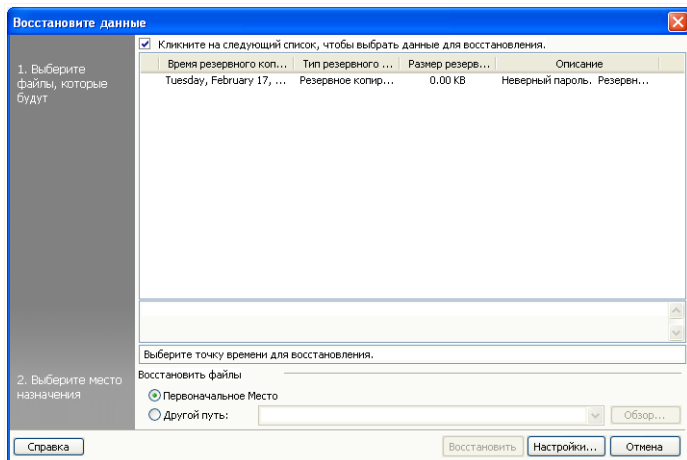 Восстановите данные
Кликните на следующий список, чтобы выбрать данные для восстановления.
1. Выберите
файлы, которые
будут
Время резервного коп... Тип резервного ... Размер резерв... Описание
Tuesday, February 17, ... Резервное копир... 0.00 KB Неверный пароль. Резервн...
Выберите точку времени для восстановления.
2. Выберите место
назначения
Восстановить файлы
Первоначальное Место
Другой путь: Обзор...
Справка Восстановить Настройки... Отмена